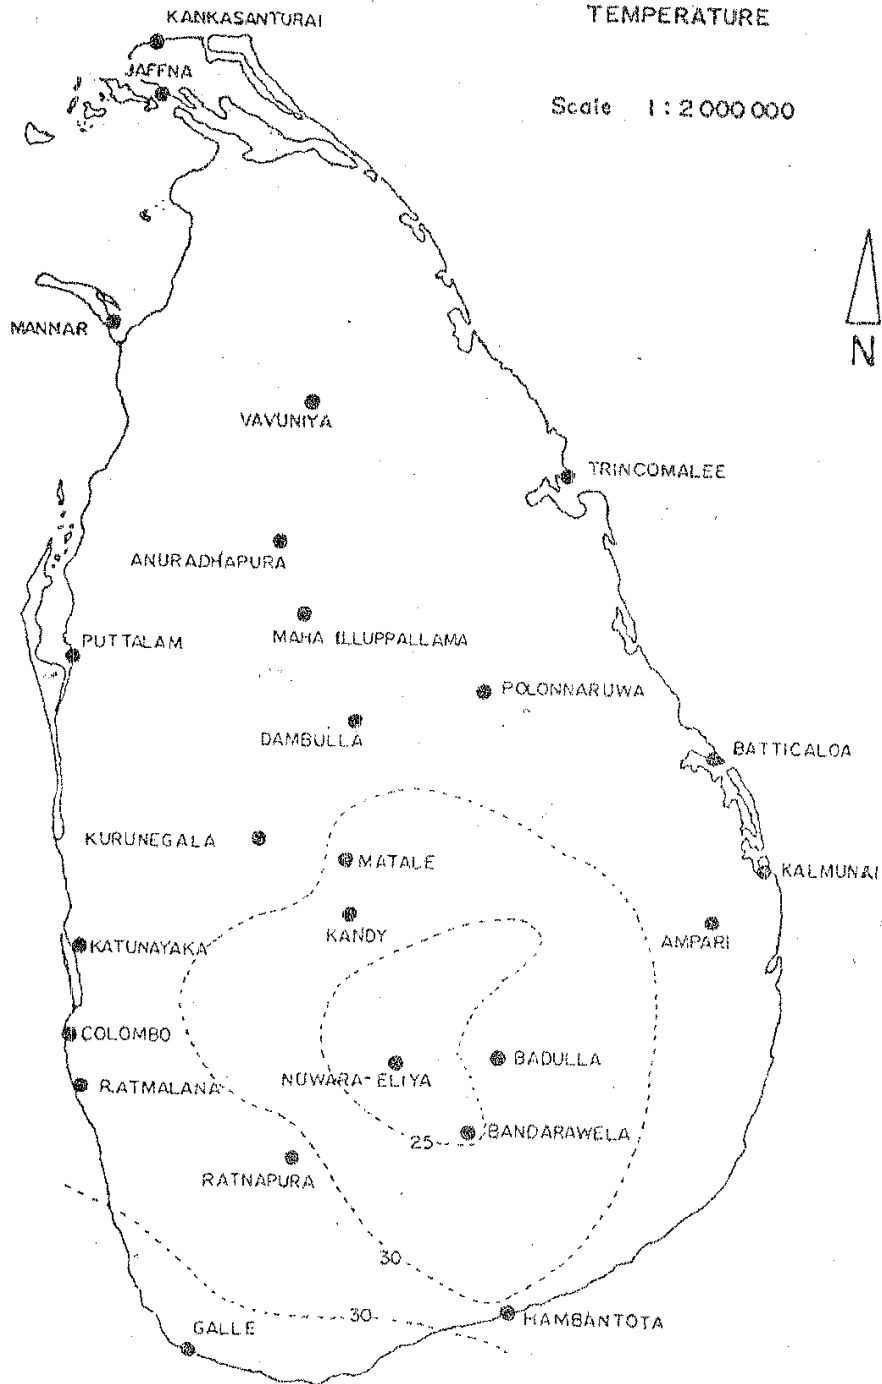 KANKASANTURAI
TEMPERATURE
JAFFNA
Scale 1:2 000 000
N
MANNAR
VAVUNIYA
TRINCOMALEE
ANURADHAPURA
MAHA ILLUPPALLAMA
PUTTALAM
POLONNARUWA
DAMBULLA
BATTICALOA
KURUNEGALA
MATALE
KALMUNAI
KANDY
AMPARI
KATUNAYAKA
COLOMBO
BADULLA
NUWARA-ELIYA
RATMALANA
BANDARAWELA
25
RATNAPURA
30
30
HAMBANTOTA
GALLE